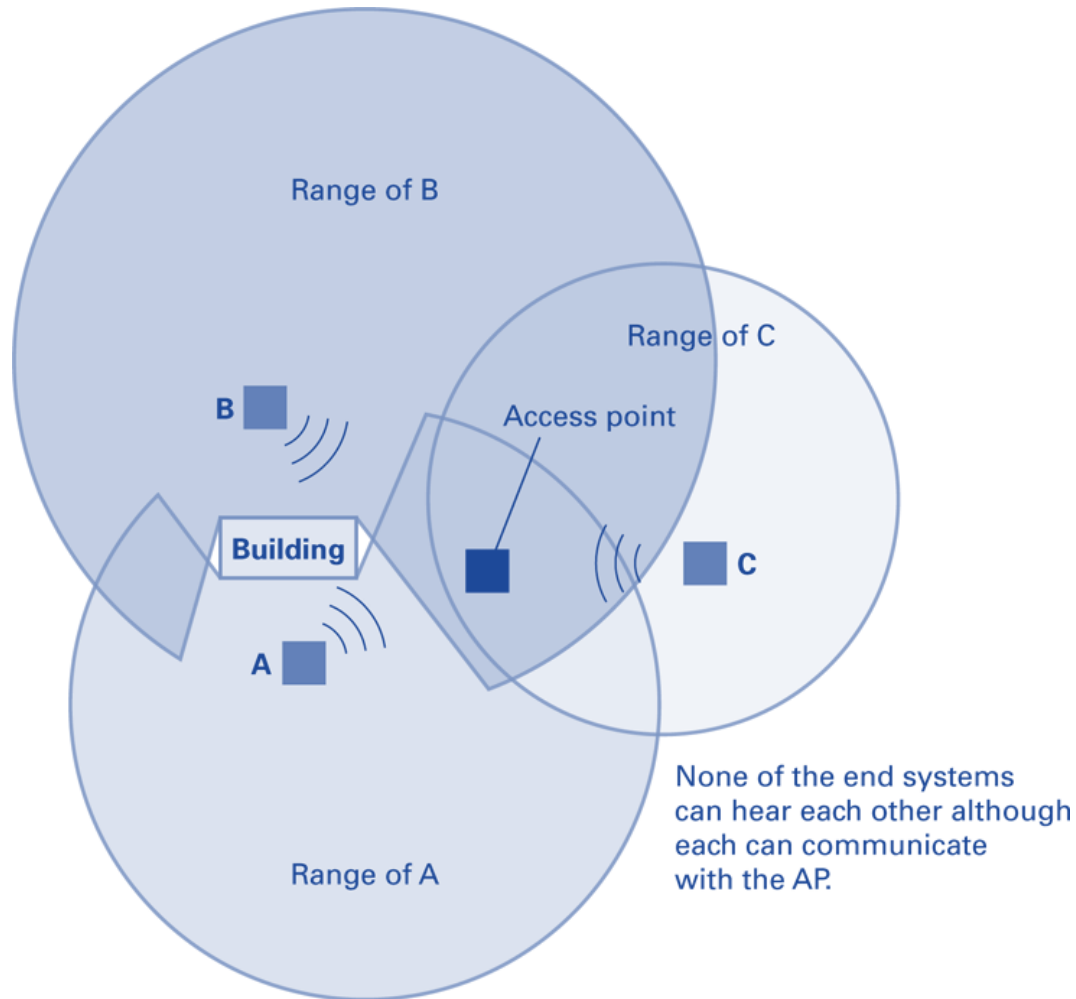 Range of B
Range of C
Access point
B
Building
C
A
Range of A
None of the end systems
can hear each other although
each can communicate
with the AP.